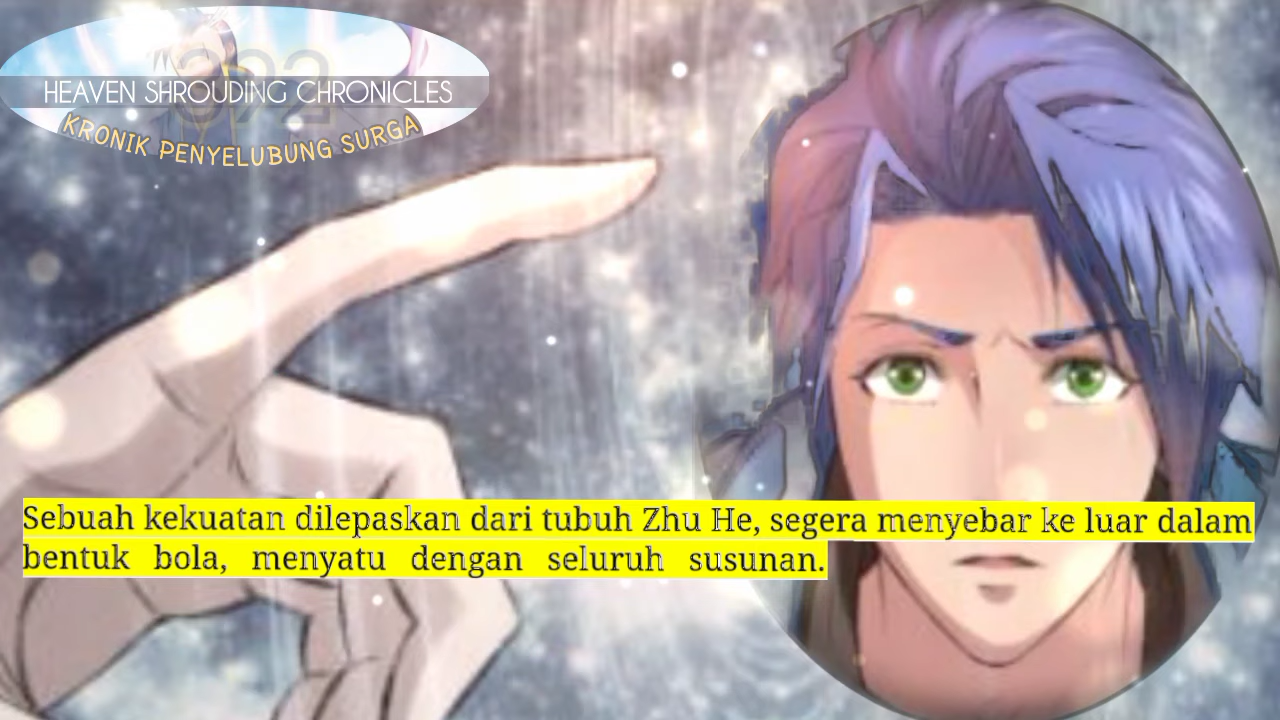 392
HEAVEN SHROUDING CHRONICLES
KRONIK PENYELUBUNG SURGA
Sebuah kekuatan dilepaskan dari tubuh Zhu He, segera menyebar ke luar dalam
bentuk bola, menyatu dengan seluruh susunan.